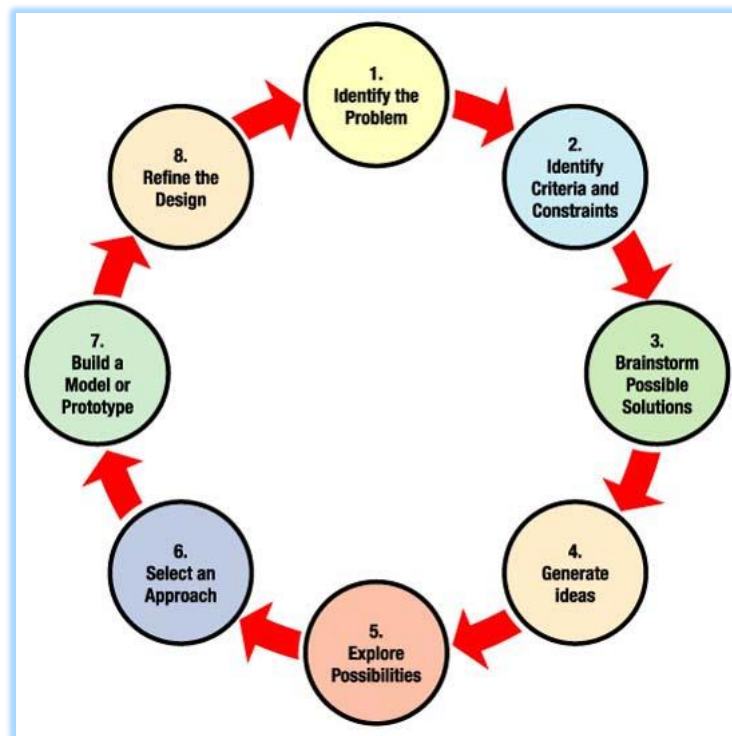 1.
Identify the
Problem
2.
Identify
Criteria and
Constraints
3.
Brainstorm
Possible
Solutions
4.
Generate
ideas
5.
Explore
Possibilities
6.
Select an
Approach
7.
Build a
Model or
Prototype
8.
Refine the
Design